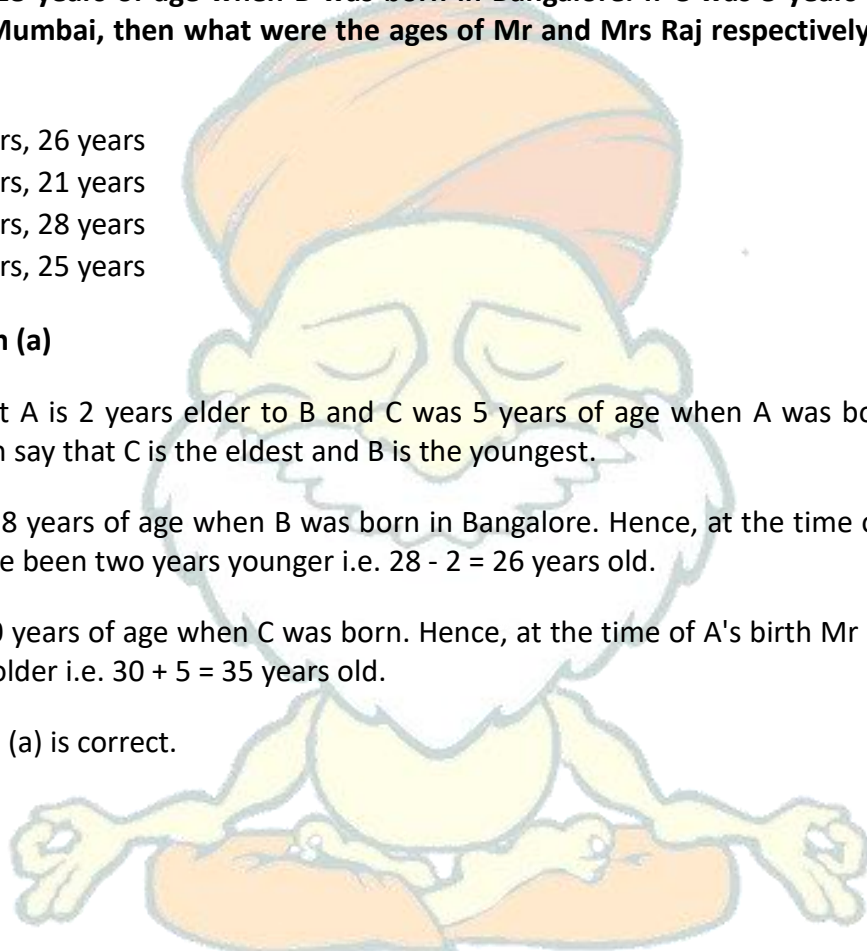 Mumbai, then what were the ages of Mr and Mrs Raj respectively
rs, 26 years
rs, 21 years
rs, 28 years
rs, 25 years
n (a)
t A is 2 years elder to B and C was 5 years of age when A was bo
n say that C is the eldest and B is the youngest.
8 years of age when B was born in Bangalore. Hence, at the time o
e been two years younger i.e. 28 - 2 = 26 years old.
0 years of age when C was born. Hence, at the time of A's birth Mr
older i.e. 30 + 5 = 35 years old.
(a) is correct.